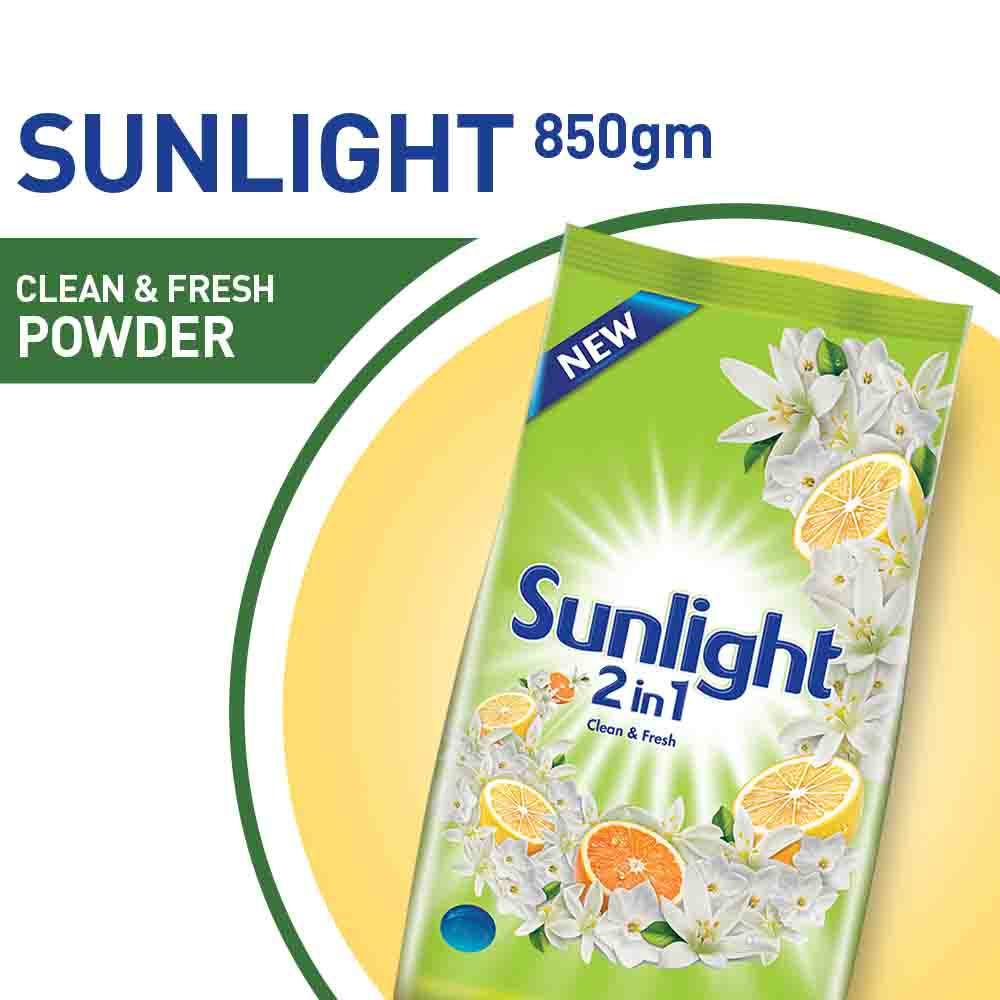 SUNLIGHT 850gm
CLEAN & FRESH
POWDER
NEW
Sunlight
2 in 1
Clean & Fresh